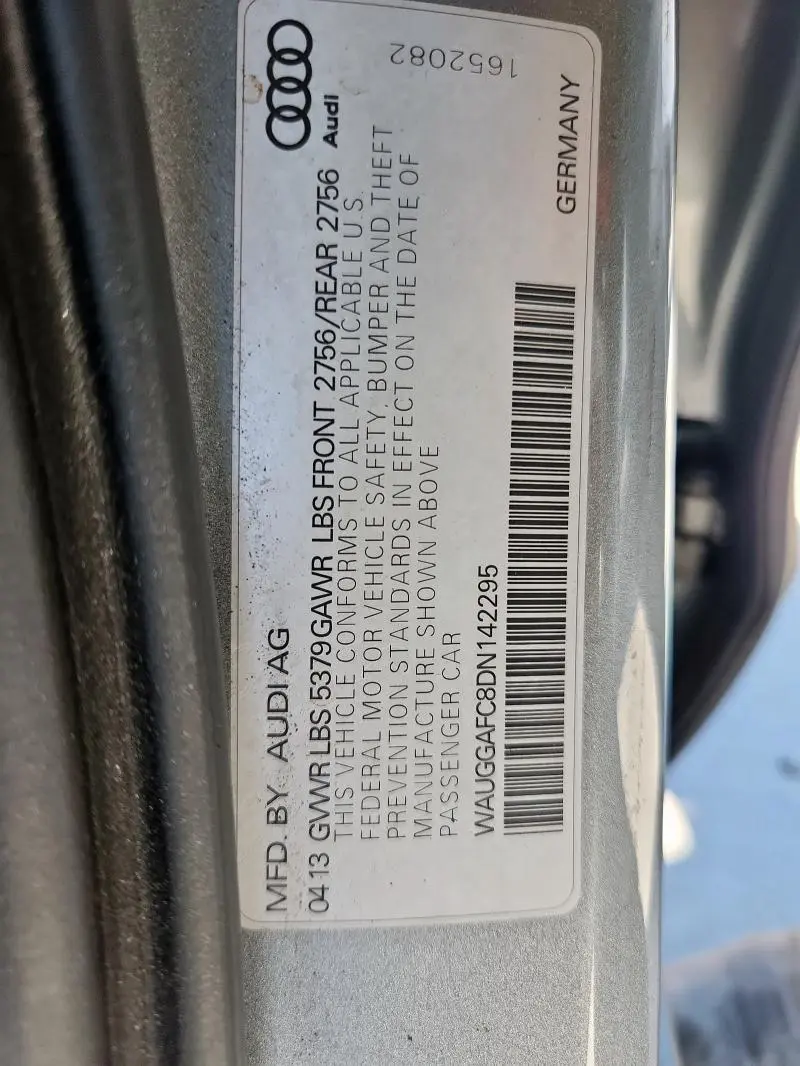 MFD. BY AUDI AG
0413 GVWR LBS 5379 GAWR LBS FRONT 2756/REAR 2756
THIS VEHICLE CONFORMS TO ALL APPLICABLE U.S.
FEDERAL MOTOR VEHICLE SAFETY, BUMPER AND THEFT
PREVENTION STANDARDS IN EFFECT ON THE DATE OF
MANUFACTURE SHOWN ABOVE
PASSENGER CAR
WAUGGAFC8DN142295
GERMANY
Audi
1652082